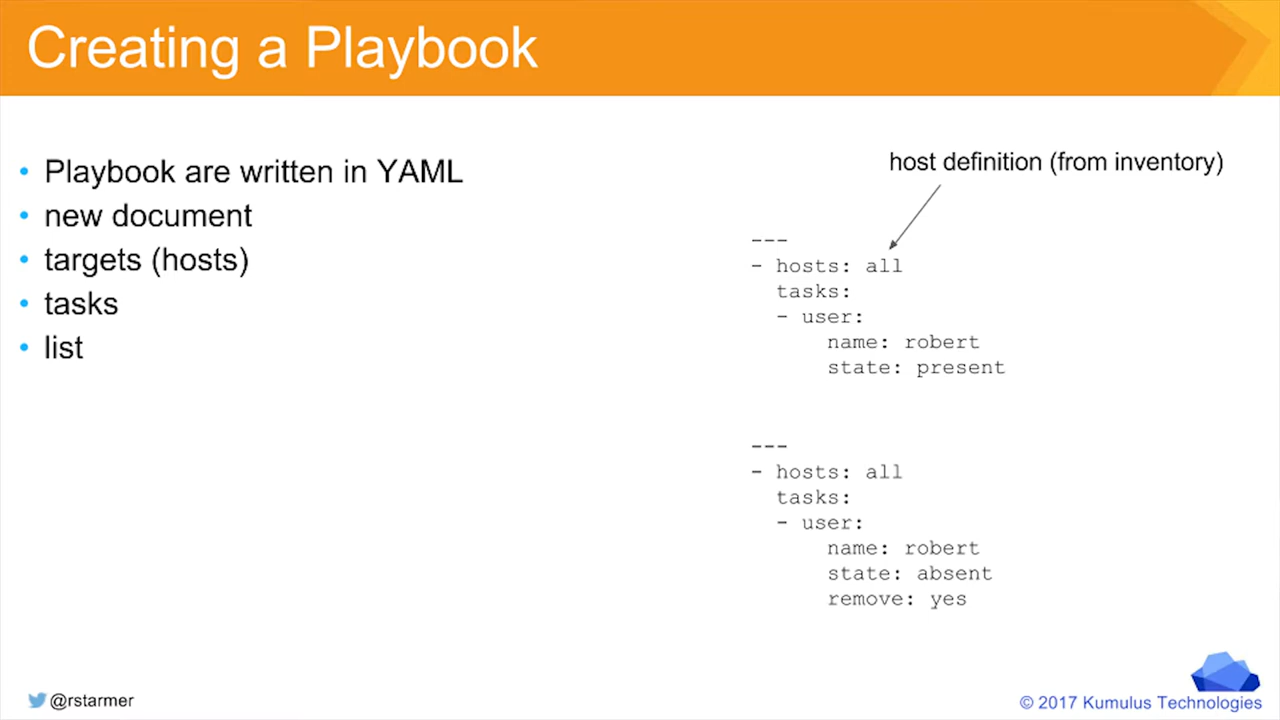 Creating a Playbook
• Playbook are written in YAML
• new document
• targets (hosts)
• tasks
• list
host definition (from inventory)
---
- hosts: all
  tasks:
  - user:
      name: robert
      state: present
---
- hosts: all
  tasks:
  - user:
      name: robert
      state: absent
      remove: yes
@rstarmer
© 2017 Kumulus Technologies